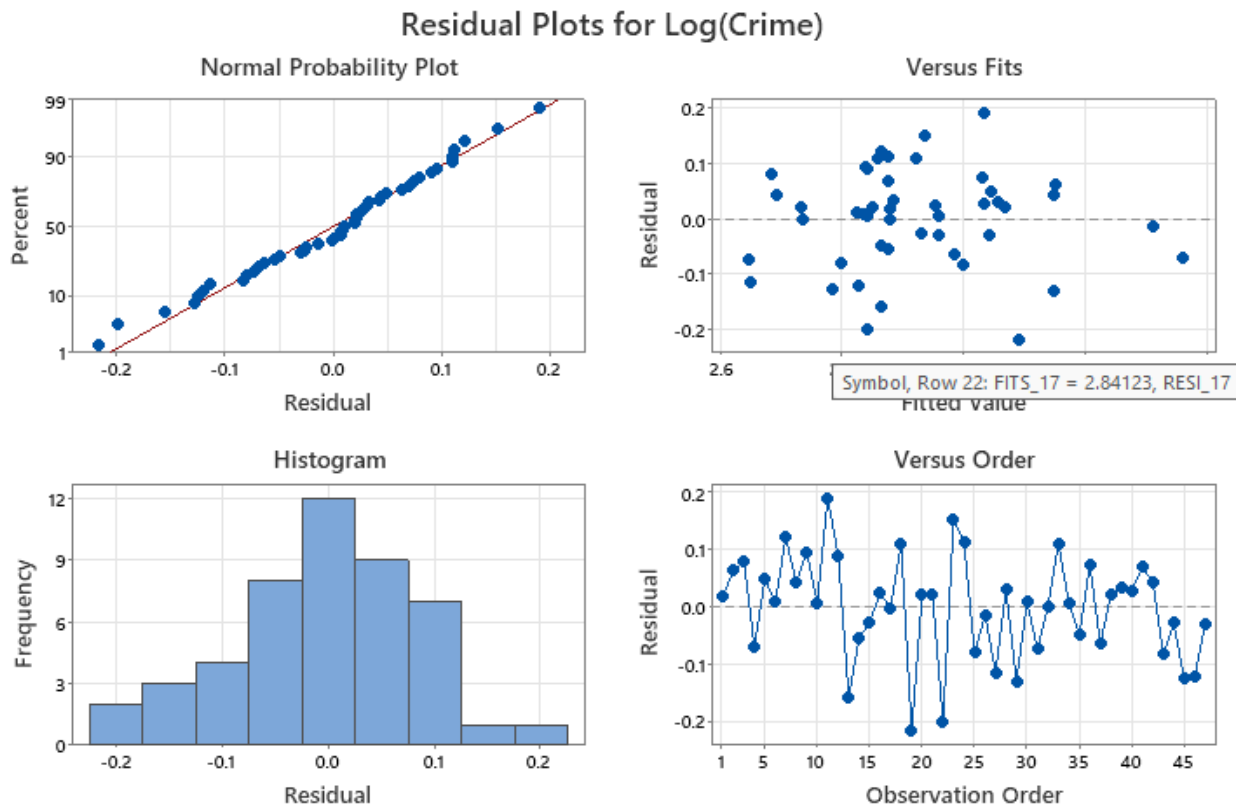 Residual Plots for Log(Crime)
Normal Probability Plot
Versus Fits
99
90
50
10
1
Percent
-0.2
-0.1
0.0
0.1
0.2
Residual
0.2
0.1
0.0
-0.1
-0.2
Residual
2.6
Symbol, Row 22: FITS_17 = 2.84123, RESI_17
Fitted Value
Histogram
Versus Order
12
9
6
3
0
Frequency
-0.2
-0.1
0.0
0.1
0.2
Residual
0.2
0.1
0.0
-0.1
-0.2
Residual
1
5
10
15
20
25
30
35
40
45
Observation Order